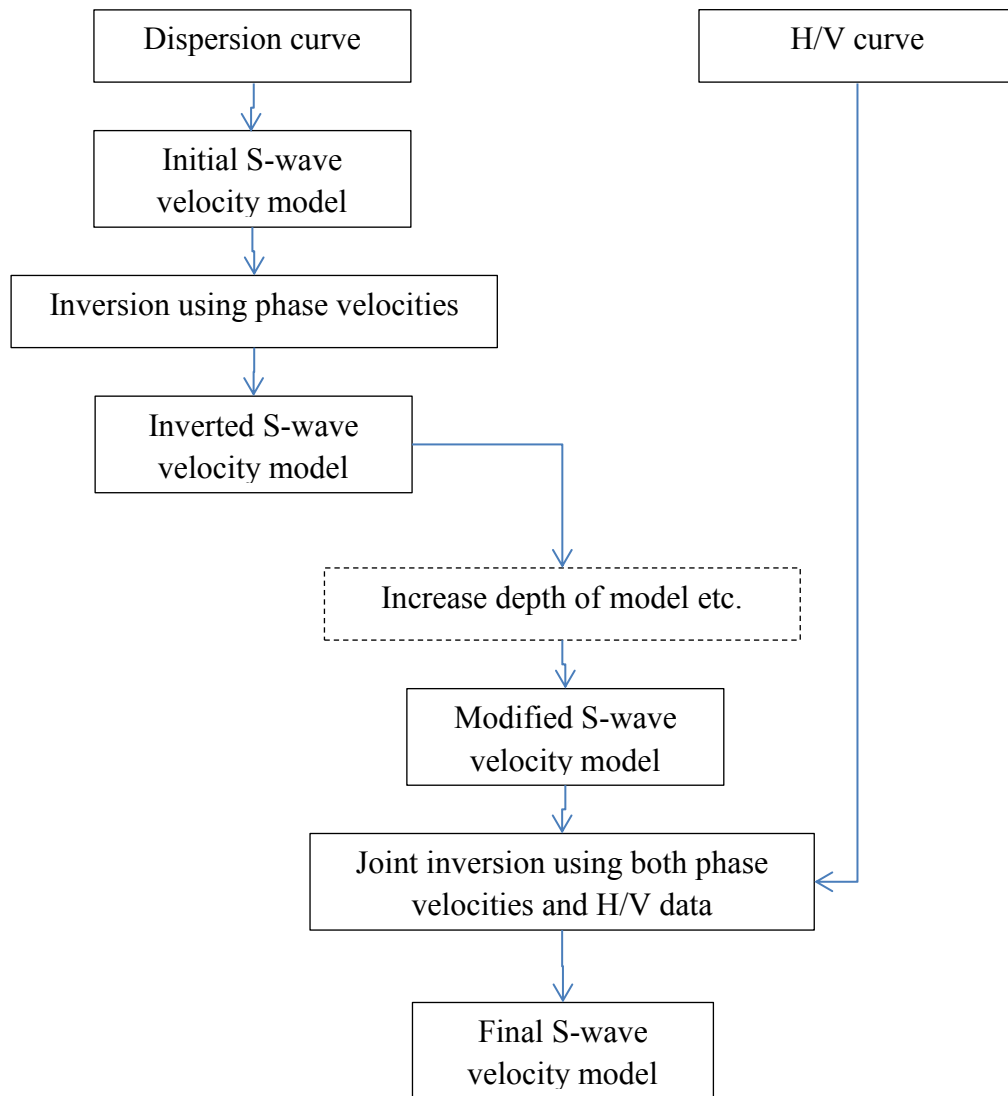 Dispersion curve
H/V curve
Initial S-wave
velocity model
Inversion using phase velocities
Inverted S-wave
velocity model
Increase depth of model etc.
Modified S-wave
velocity model
Joint inversion using both phase
velocities and H/V data
Final S-wave
velocity model